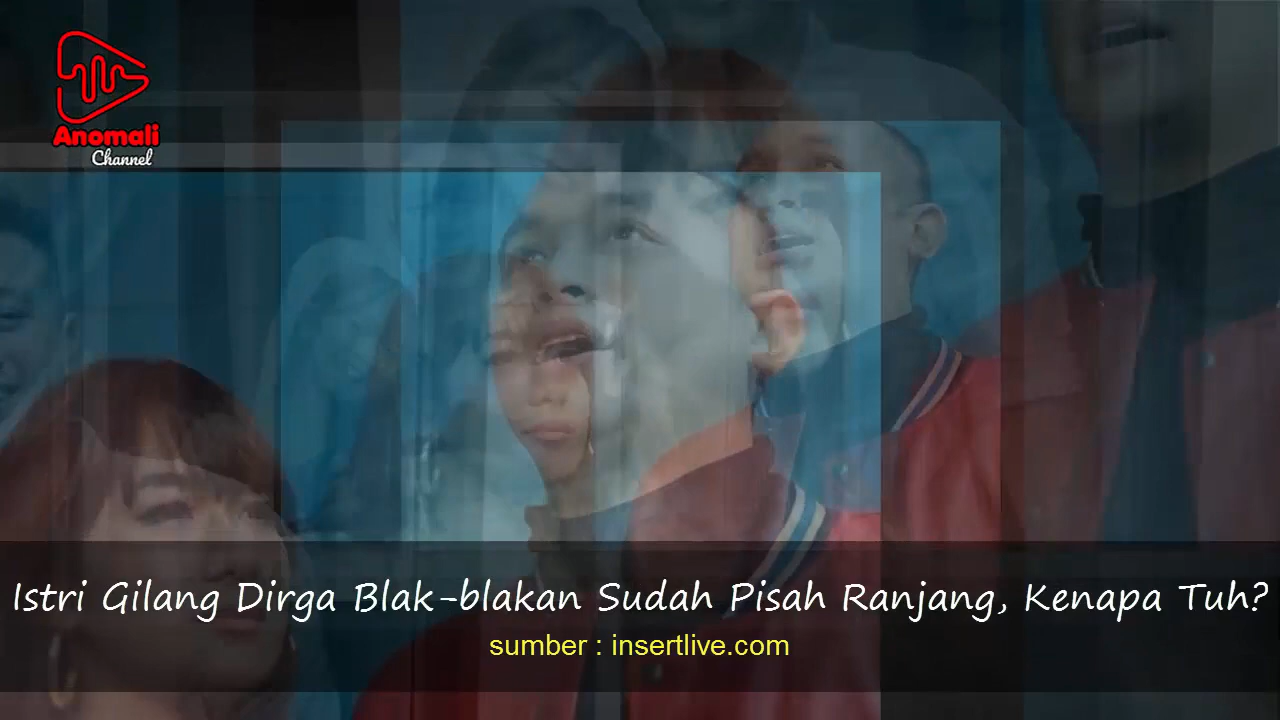 Anomali
Channel
Istri Gilang Dirga Blak-blakan Sudah Pisah Ranjang, Kenapa Tuh?
sumber : insertlive.com